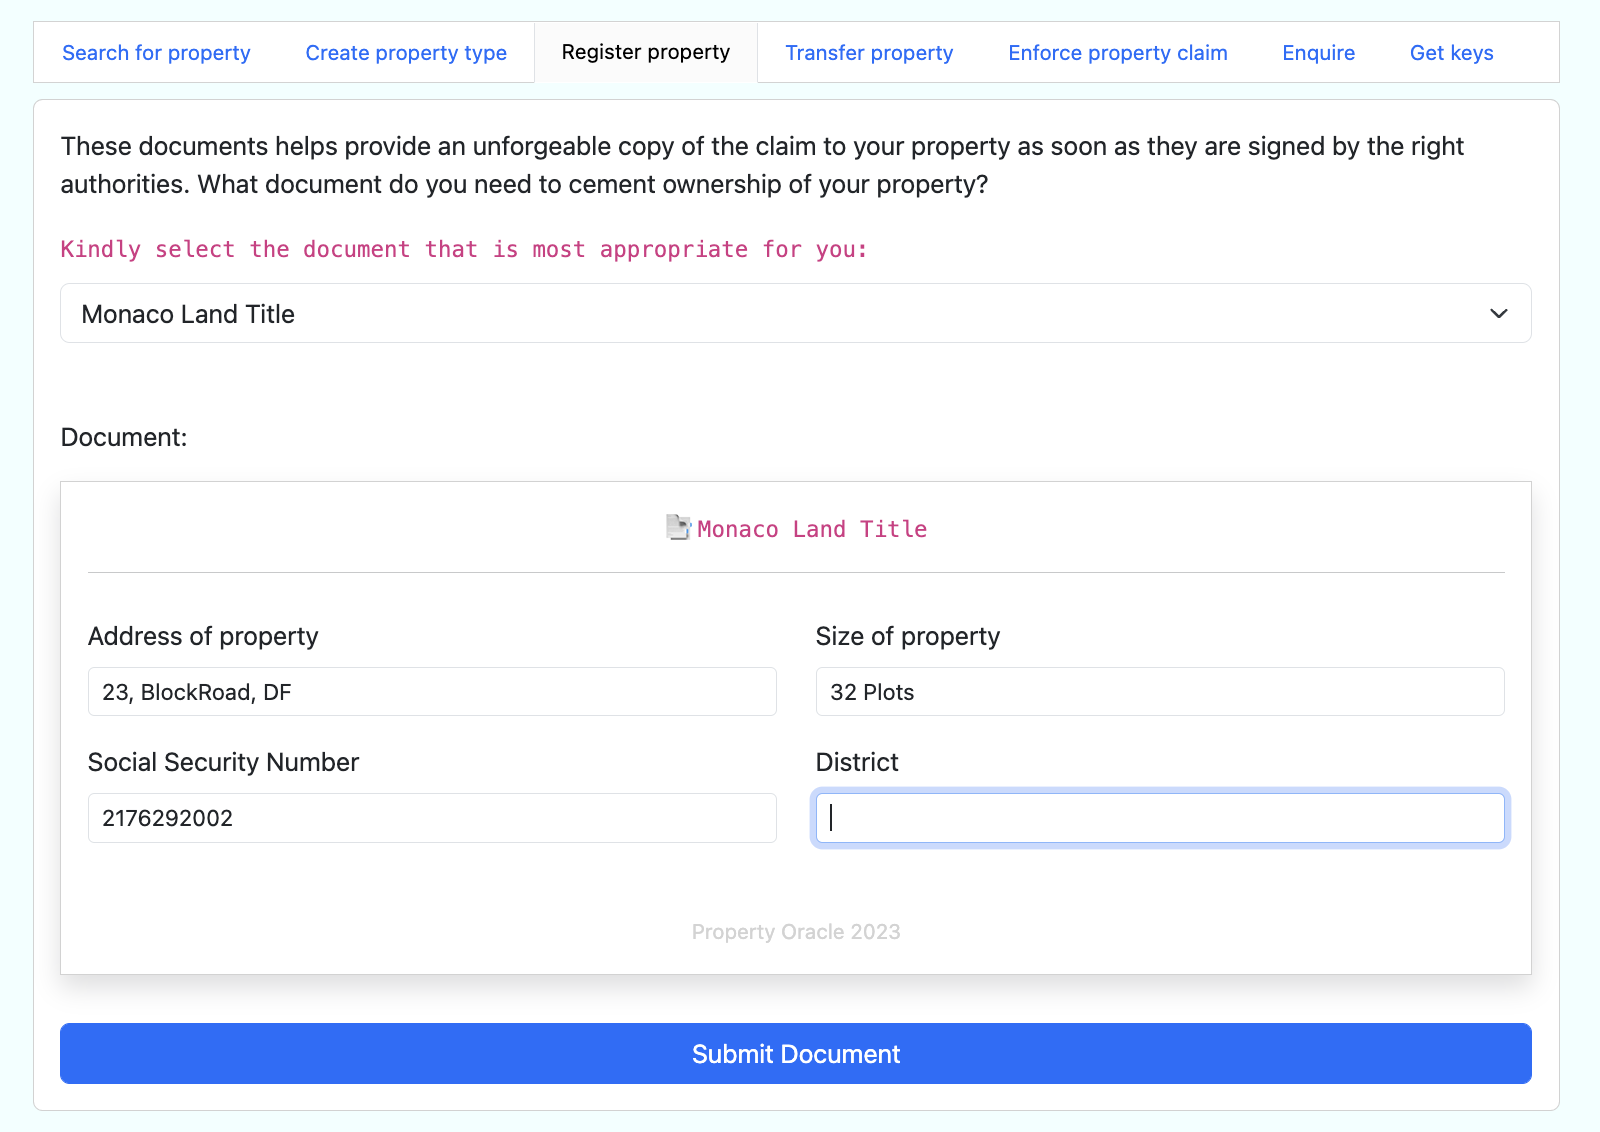 Search for property
Create property type
Register property
Transfer property
Enforce property claim
Enquire
Get keys
These documents helps provide an unforgeable copy of the claim to your property as soon as they are signed by the right
authorities. What document do you need to cement ownership of your property?
Kindly select the document that is most appropriate for you:
Monaco Land Title
Document:
Monaco Land Title
Address of property
Size of property
23, BlockRoad, DF
32 Plots
Social Security Number
District
2176292002
Property Oracle 2023
Submit Document